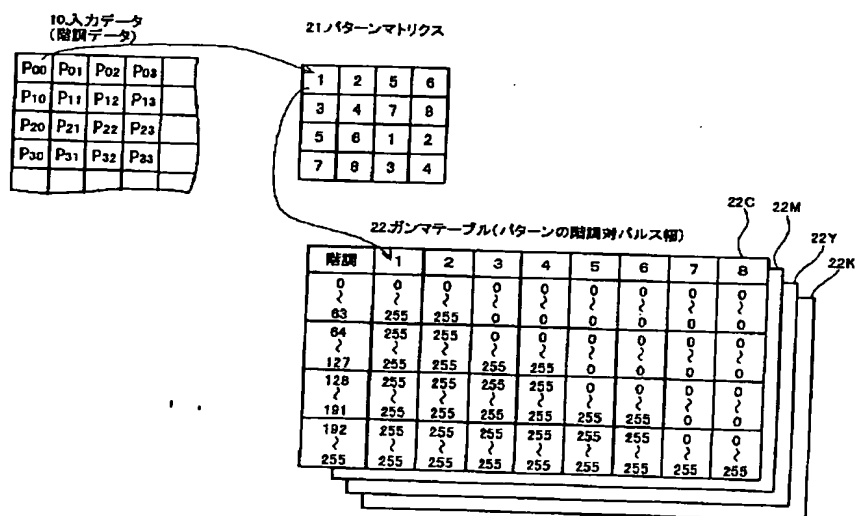 10.入力データ
(階調データ)
21.パターンマトリクス
P00 P01 P02 P03
P10 P11 P12 P13
P20 P21 P22 P23
P30 P31 P32 P33
1 2 5 6
3 4 7 8
5 6 1 2
7 8 3 4
22.ガンマテーブル(パターンの階調対パルス幅)
22C
22M
22Y
22K
階調 1 2 3 4 5 6 7 8
0 0 0 0 0 0 0 0 0
~ ~ ~ ~ ~ ~ ~ ~ ~
63 255 255 0 0 0 0 0 0
64 255 255 0 0 0 0 0 0
~ ~ ~ ~ ~ ~ ~ ~ ~
127 255 255 255 255 0 0 0 0
128 255 255 255 255 0 0 0 0
~ ~ ~ ~ ~ ~ ~ ~ ~
191 255 255 255 255 255 255 0 0
192 255 255 255 255 255 255 0 0
~ ~ ~ ~ ~ ~ ~ ~ ~
255 255 255 255 255 255 255 255 255